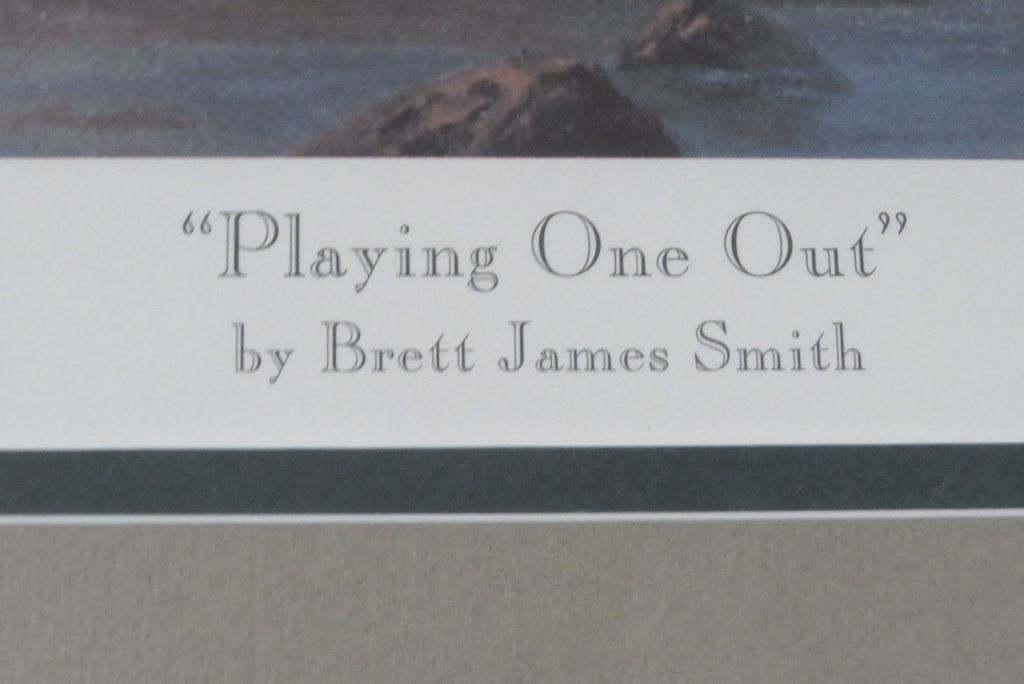 “Playing One Out”
by Brett James Smith